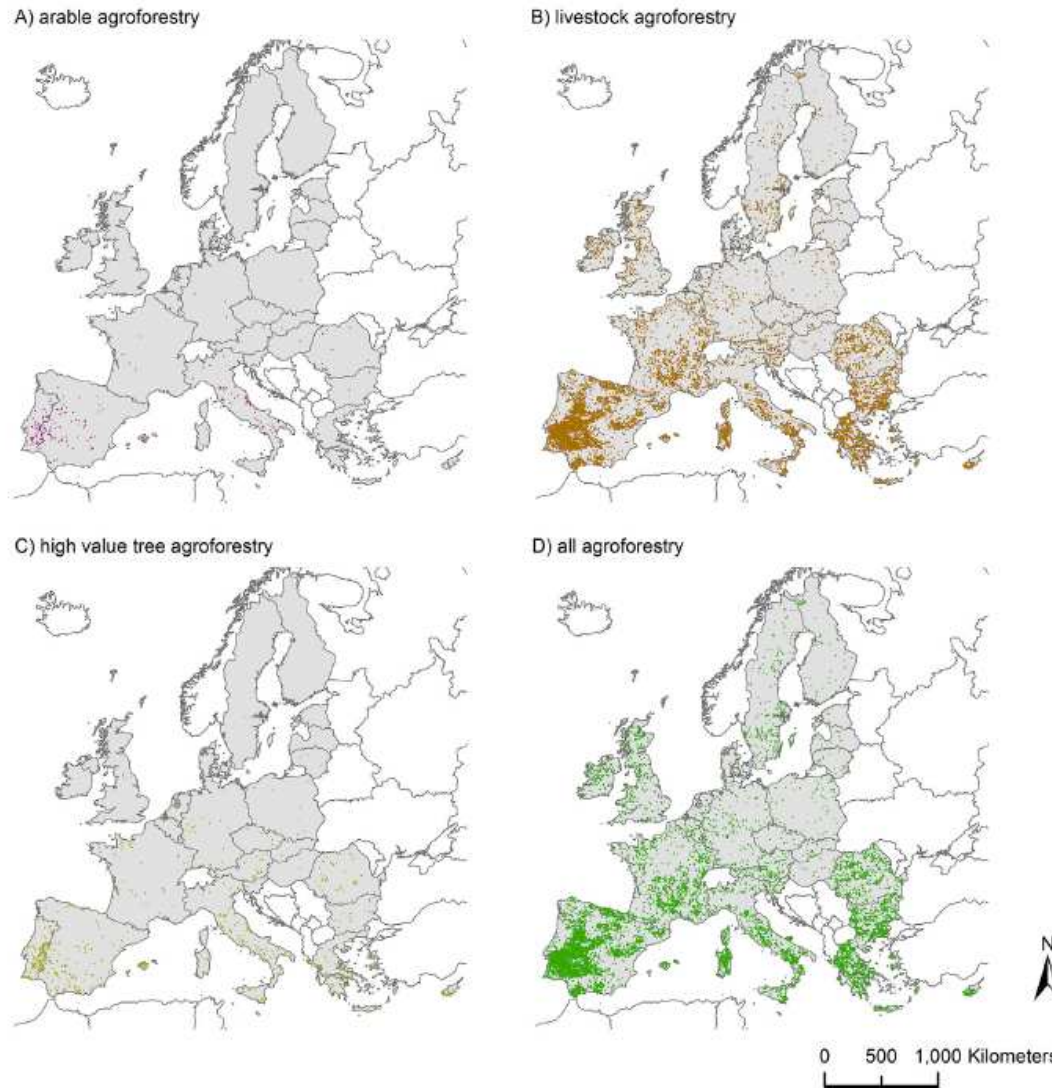 A) arable agroforestry
B) livestock agroforestry
C) high value tree agroforestry
D) all agroforestry
N
0 500 1,000 Kilometers